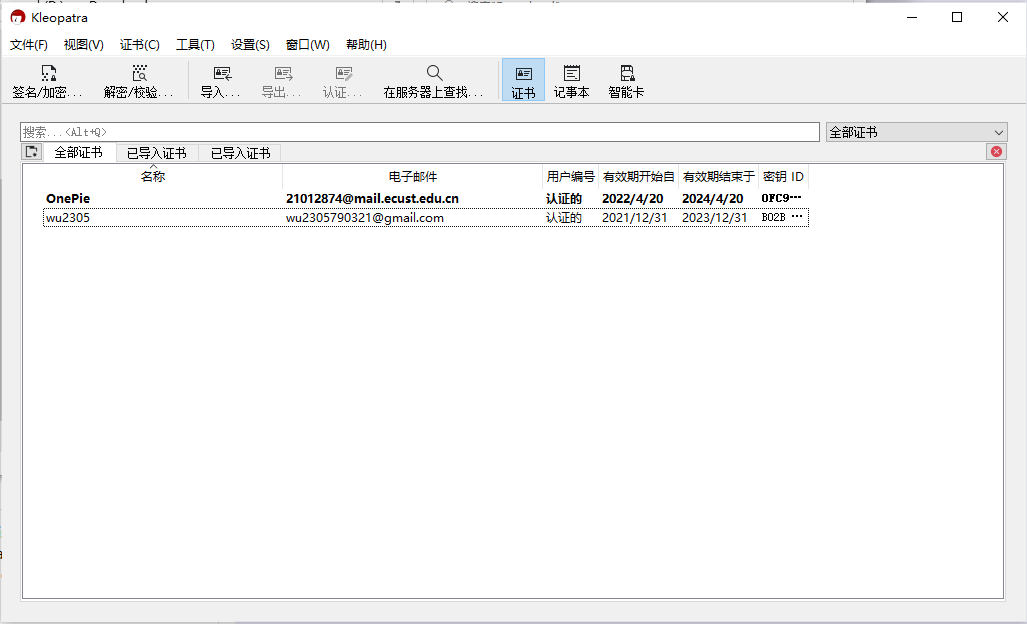 Kleopatra
文件(F) 视图(V) 证书(C) 工具(T) 设置(S) 窗口(W) 帮助(H)
签名/加密... 解密/校验... 导入... 导出... 认证... 在服务器上查找... 证书 记事本 智能卡
搜索...<Alt+Q> 全部证书
全部证书 已导入证书 已导入证书
名称 电子邮件 用户编号 有效期开始自 有效期结束于 密钥 ID
OnePie 21012874@mail.ecust.edu.cn 认证的 2022/4/20 2024/4/20 0FC9···
wu2305 wu2305790321@gmail.com 认证的 2021/12/31 2023/12/31 B02B ···